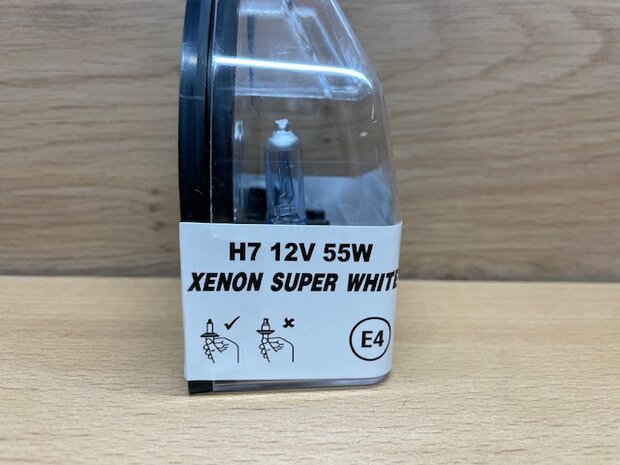 H7 12V 55W
XENON SUPER WHITE
E4